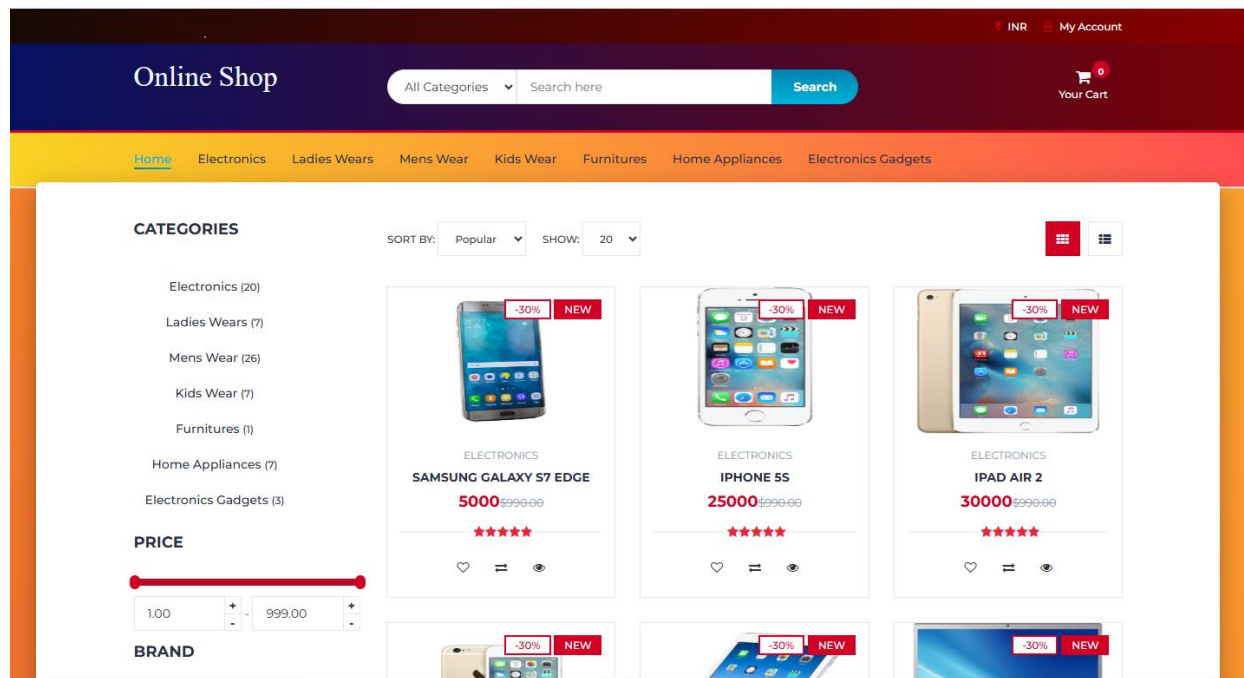 INR My Account
Online Shop
All Categories Search here Search
0
Your Cart
Home Electronics Ladies Wears Mens Wear Kids Wear Furnitures Home Appliances Electronics Gadgets
CATEGORIES
Electronics (20)
Ladies Wears (7)
Mens Wear (26)
Kids Wear (7)
Furnitures (1)
Home Appliances (7)
Electronics Gadgets (3)
PRICE
1.00 + - - 999.00 + -
BRAND
SORT BY: Popular SHOW: 20
-30% NEW
ELECTRONICS
SAMSUNG GALAXY S7 EDGE
5000 $990.00
-30% NEW
ELECTRONICS
IPHONE 5S
25000 $990.00
-30% NEW
ELECTRONICS
IPAD AIR 2
30000 $990.00
-30% NEW
-30% NEW
-30% NEW